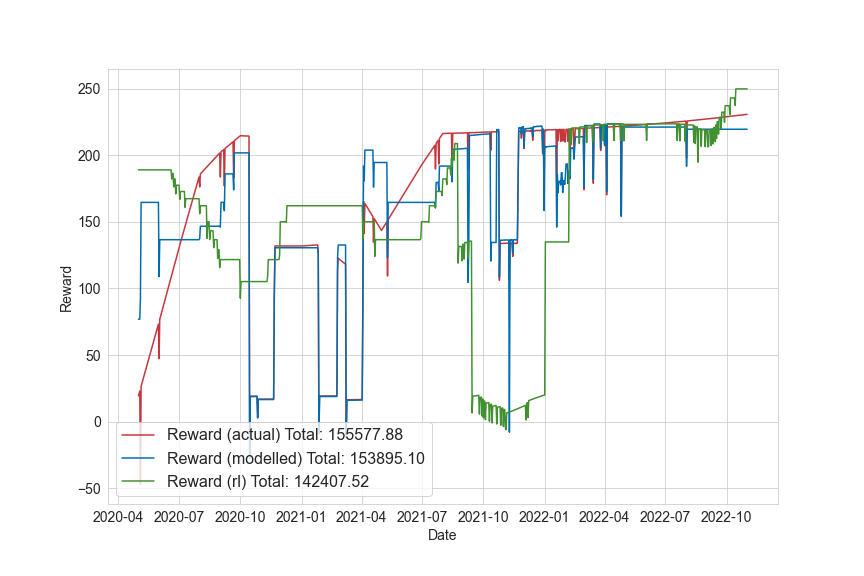 250
200
150
100
50
0
−50
Reward
Reward (actual) Total: 155577.88
Reward (modelled) Total: 153895.10
Reward (rl) Total: 142407.52
2020-04 2020-07 2020-10 2021-01 2021-04 2021-07 2021-10 2022-01 2022-04 2022-07 2022-10
Date